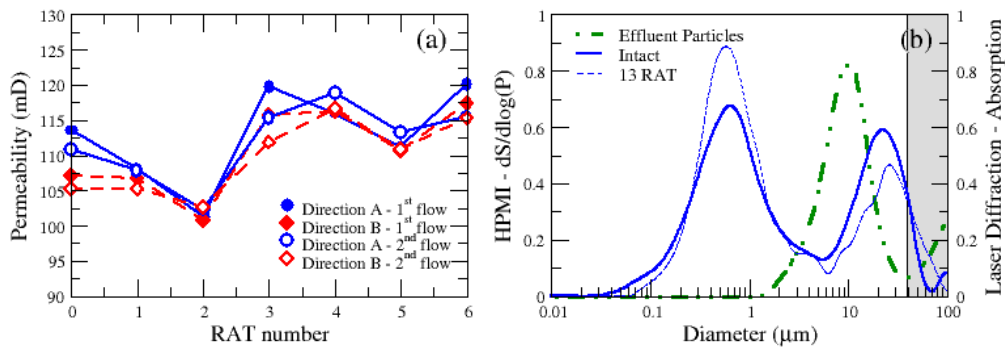 130
125
120
115
110
105
100
95
90
Permeability (mD)
(a)
Direction A - 1st flow
Direction B - 1st flow
Direction A - 2nd flow
Direction B - 2nd flow
0 1 2 3 4 5 6
RAT number
1
0.8
0.6
0.4
0.2
0
HPMI - dS/dlog(P)
Effluent Particles
Intact
13 RAT
(b)
1
0.8
0.6
0.4
0.2
0
Laser Diffraction - Absorption
0.01 0.1 1 10 100
Diameter (μm)